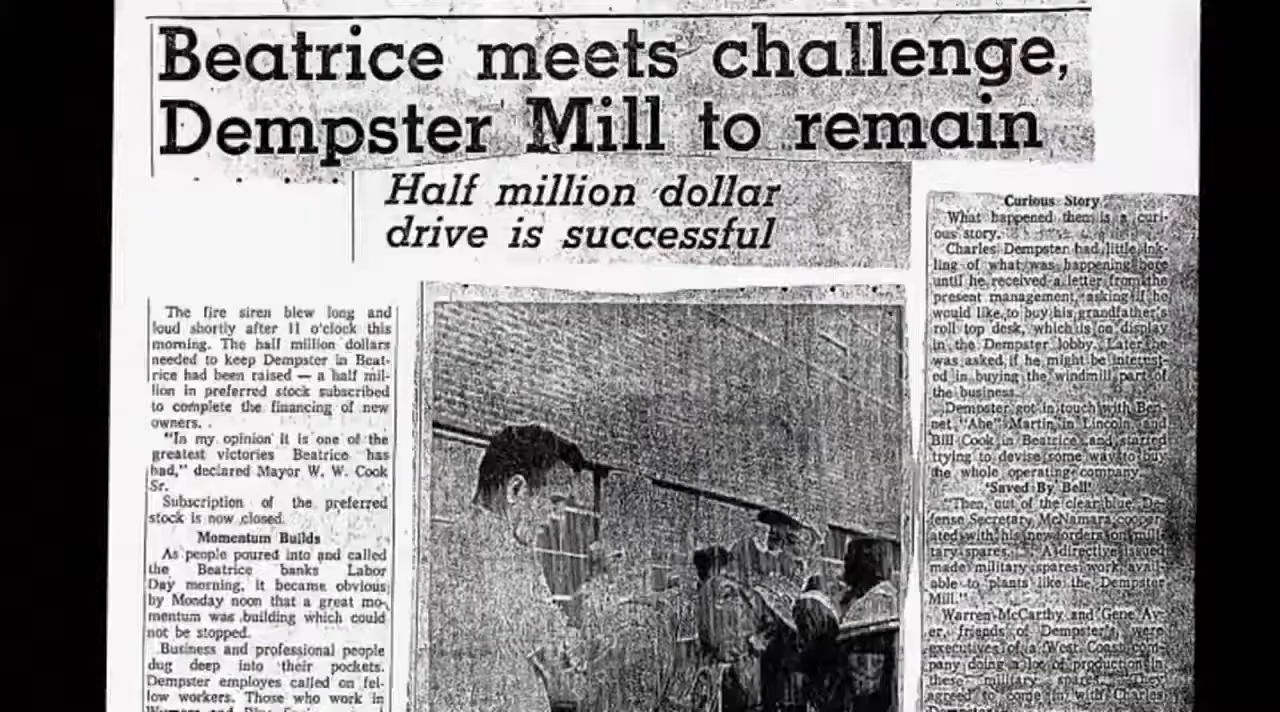 Beatrice meets challenge,
Dempster Mill to remain
Half million dollar
drive is successful
The fire siren blew long and
loud shortly after 11 o'clock this
morning. The half million dollars
needed to keep Dempster in Beat-
rice had been raised — a half mil-
lion in preferred stock subscribed
to complete the financing of new
owners.
"In my opinion it is one of the
greatest victories Beatrice has
had," declared Mayor W. W. Cook
Sr.
Subscription of the preferred
stock is now closed.
Momentum Builds
As people poured into and called
the Beatrice banks Labor
Day morning, it became obvious
by Monday noon that a great mo-
mentum was building which could
not be stopped.
Business and professional people
dug deep into their pockets.
Dempster employes called on fel-
low workers. Those who work in
Curious Story
What happened then is a curi-
ous story.
Charles Dempster had little ink-
ling of what was happening here
until he received a letter from the
present management, asking if he
would like to buy his grandfather's
roll top desk, which is on display
in the Dempster lobby. Later he
was asked if he might be interest-
ed in buying the windmill part of
the business.
Dempster got in touch with Ben-
net "Abe" Martin in Lincoln and
Bill Cook in Beatrice and started
trying to devise some way to buy
the whole operating company.
'Saved By Bell'
"Then, out of the clear blue, De-
fense Secretary McNamara cooper-
ated with his new orders on mili-
tary spares. A directive issued
made military spares work avail-
able to plants like the Dempster
Mill."
Warren McCarthy and Gene Av-
er, friends of Dempster's, were
executives of a West Coast com-
pany doing a lot of production in
these military spares. They
agreed to come in with Charles